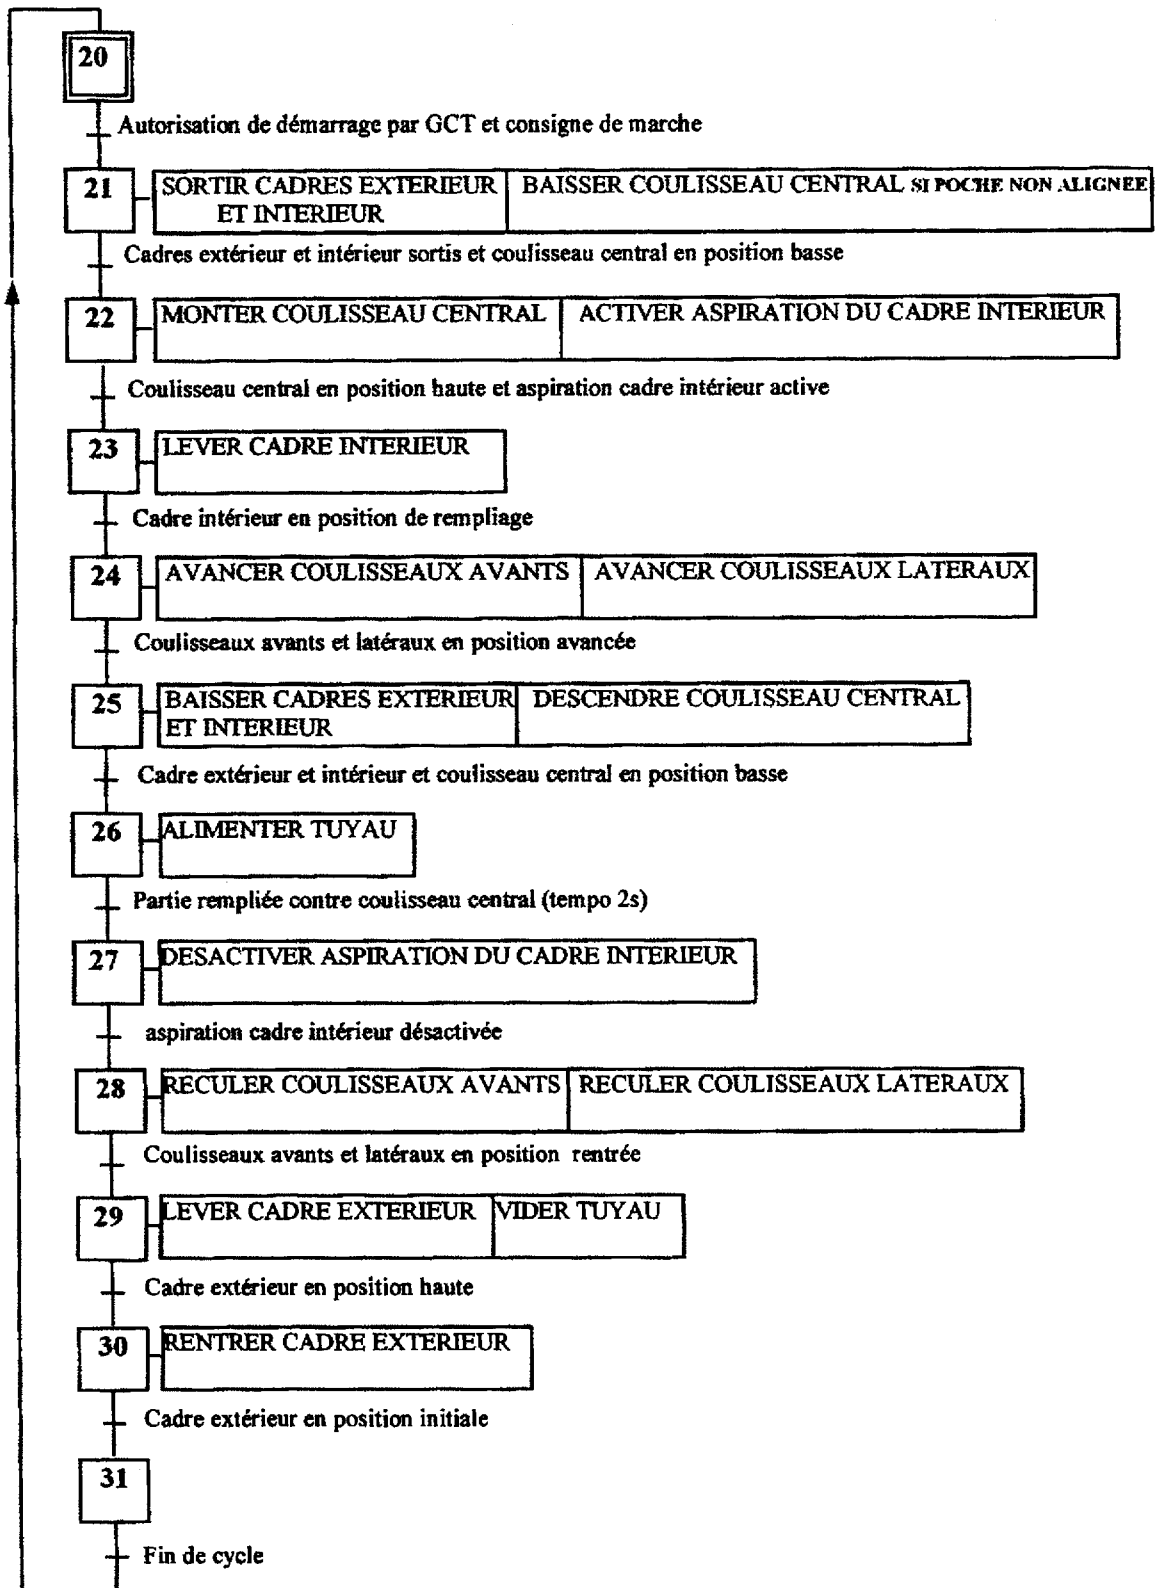 20
Autorisation de démarrage par GCT et consigne de marche
21
SORTIR CADRES EXTERIEUR
ET INTERIEUR
BAISSER COULISSEAU CENTRAL SI POCHE NON ALIGNEE
Cadres extérieur et intérieur sortis et coulisseau central en position basse
22
MONTER COULISSEAU CENTRAL
ACTIVER ASPIRATION DU CADRE INTERIEUR
Coulisseau central en position haute et aspiration cadre intérieur active
23
LEVER CADRE INTERIEUR
Cadre intérieur en position de rempliage
24
AVANCER COULISSEAUX AVANTS
AVANCER COULISSEAUX LATERAUX
Coulisseaux avants et latéraux en position avancée
25
BAISSER CADRES EXTERIEUR
ET INTERIEUR
DESCENDRE COULISSEAU CENTRAL
Cadre extérieur et intérieur et coulisseau central en position basse
26
ALIMENTER TUYAU
Partie rempliée contre coulisseau central (tempo 2s)
27
DESACTIVER ASPIRATION DU CADRE INTERIEUR
aspiration cadre intérieur désactivée
28
RECULER COULISSEAUX AVANTS
RECULER COULISSEAUX LATERAUX
Coulisseaux avants et latéraux en position rentrée
29
LEVER CADRE EXTERIEUR
VIDER TUYAU
Cadre extérieur en position haute
30
RENTRER CADRE EXTERIEUR
Cadre extérieur en position initiale
31
Fin de cycle